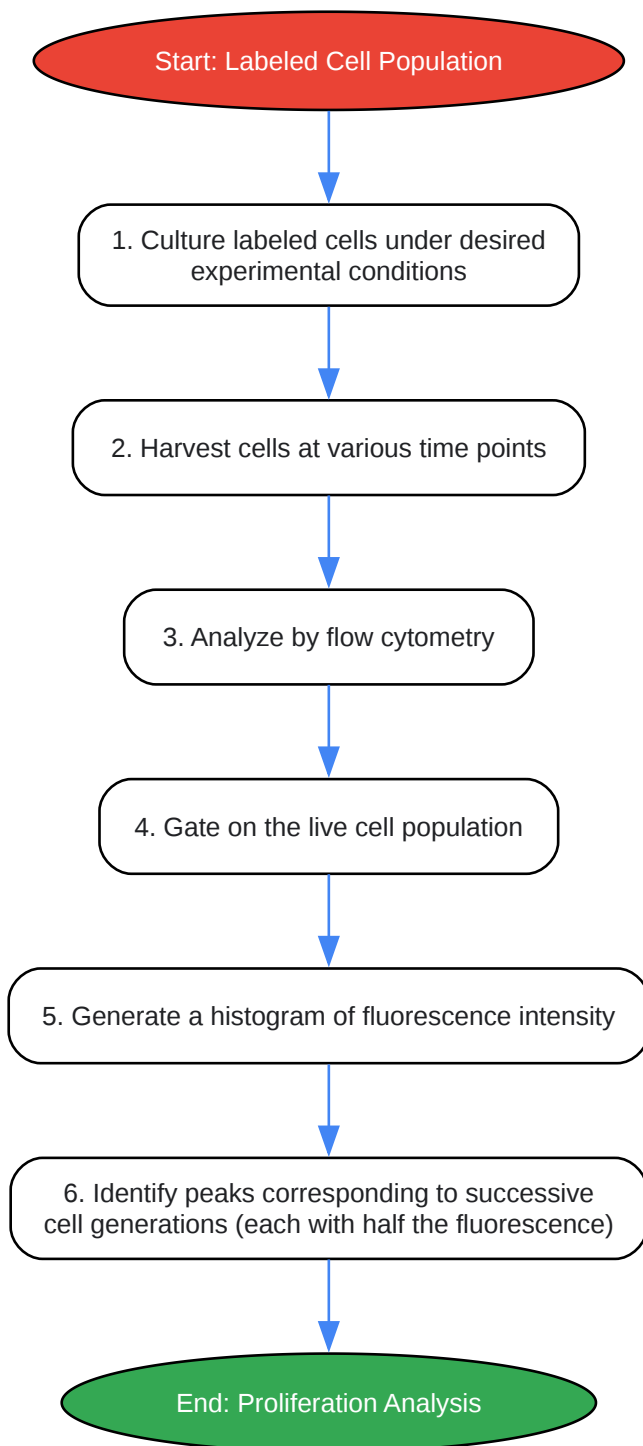 Start: Labeled Cell Population
1. Culture labeled cells under desired
experimental conditions
2. Harvest cells at various time points
3. Analyze by flow cytometry
4. Gate on the live cell population
5. Generate a histogram of fluorescence intensity
6. Identify peaks corresponding to successive
cell generations (each with half the fluorescence)
End: Proliferation Analysis